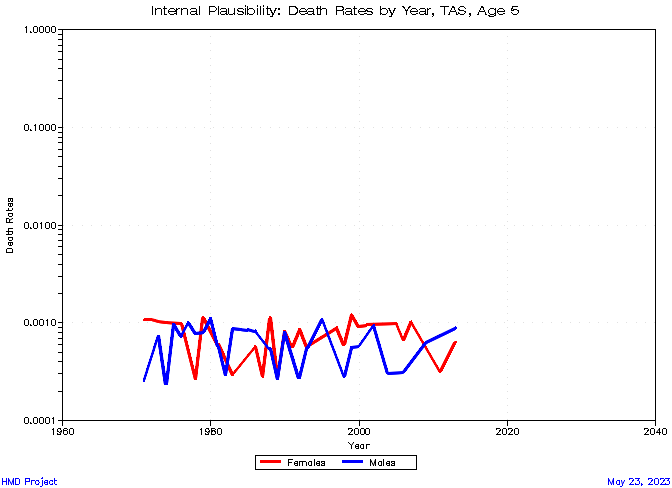 Internal Plausibility: Death Rates by Year, TAS, Age 5
1.0000
0.1000
0.0100
0.0010
0.0001
Death Rates
1960 1980 2000 2020 2040
Year
Females Males
HMD Project May 23, 2023